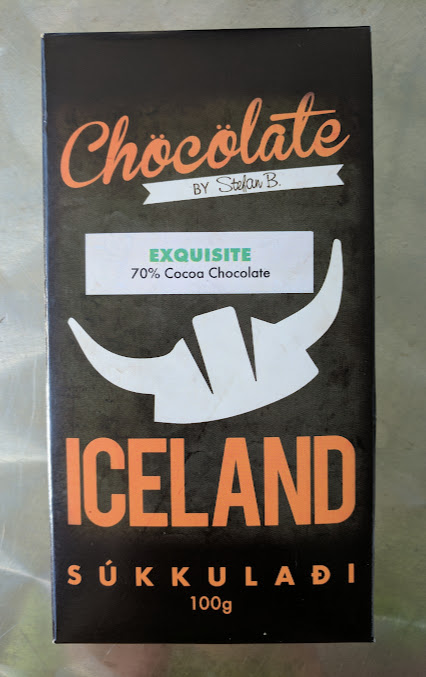 Chöcölate
BY Stefan B.
EXQUISITE
70% Cocoa Chocolate
ICELAND
SÚKKULAÐI
100g